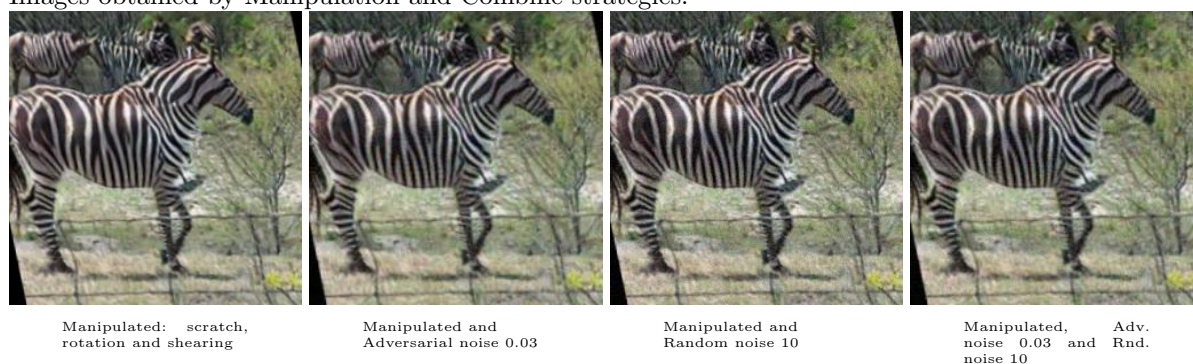 Images obtained by Manipulation and Combine strategies.
Manipulated: scratch,
rotation and shearing
Manipulated and
Adversarial noise 0.03
Manipulated and
Random noise 10
Manipulated, Adv.
noise 0.03 and Rnd.
noise 10